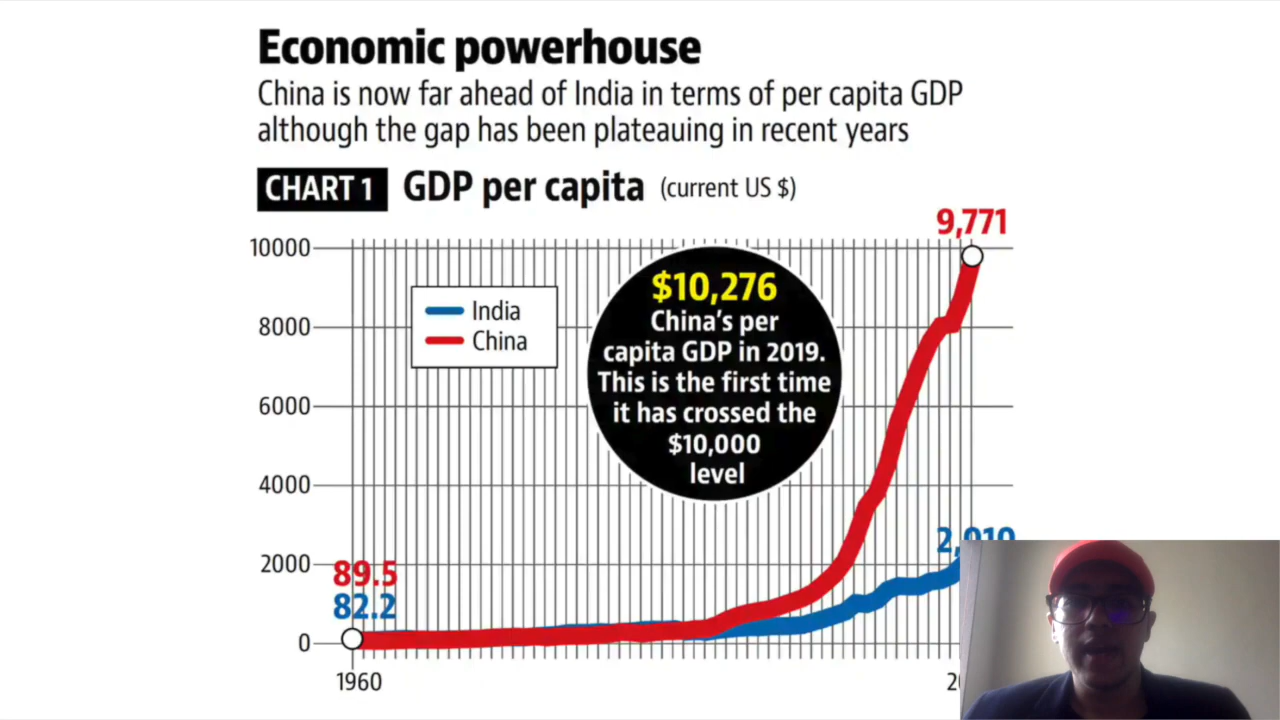 Economic powerhouse
China is now far ahead of India in terms of per capita GDP
although the gap has been plateauing in recent years
CHART 1 GDP per capita (current US $)
9,771
10000
8000
6000
4000
2000
0
India
China
$10,276
China's per
capita GDP in 2019.
This is the first time
it has crossed the
$10,000
level
89.5
82.2
1960